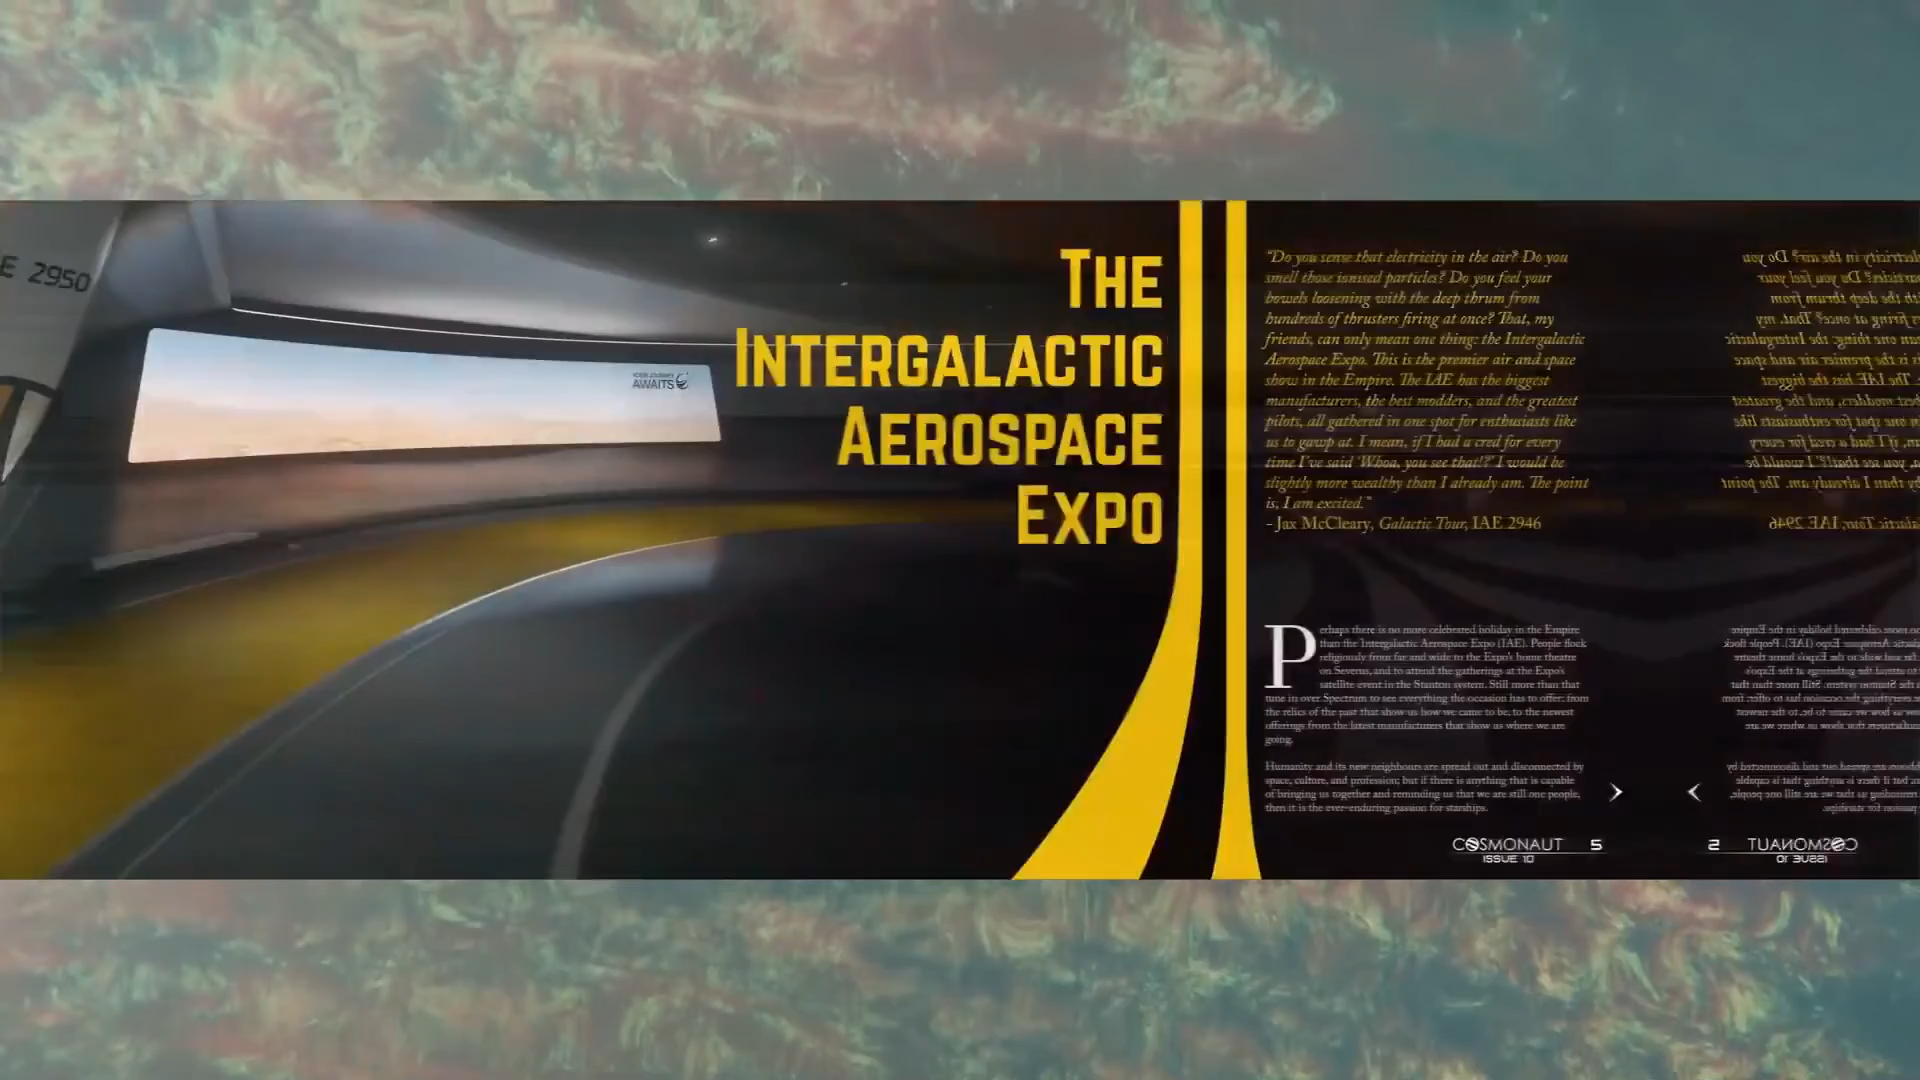 E 2950
YOUR JOURNEY
AWAITS
THE
INTERGALACTIC
AEROSPACE
EXPO
"Do you sense that electricity in the air? Do you
smell those ionised particles? Do you feel your
bowels loosening with the deep thrum from
hundreds of thrusters firing at once? That, my
friends, can only mean one thing: the Intergalactic
Aerospace Expo. This is the premier air and space
show in the Empire. The IAE has the biggest
manufacturers, the best modders, and the greatest
pilots, all gathered in one spot for enthusiasts like
us to gawp at. I mean, if I had a cred for every
time I've said 'Whoa, you see that!?' I would be
slightly more wealthy than I already am. The point
is, I am excited."
- Jax McCleary, Galactic Tour, IAE 2946
Perhaps there is no more celebrated holiday in the Empire
than the Intergalactic Aerospace Expo (IAE). People flock
religiously from far and wide to the Expo's home theatre
on Severus, and to attend the gatherings at the Expo's
satellite event in the Stanton system. Still more than that
tune in over Spectrum to see everything the occasion has to offer: from
the relics of the past that show us how we came to be, to the newest
offerings from the latest manufacturers that show us where we are
going.
Humanity and its new neighbours are spread out and disconnected by
space, culture, and profession; but if there is anything that is capable
of bringing us together and reminding us that we are still one people,
then it is the ever-enduring passion for starships.
COSMONAUT 5
ISSUE 10